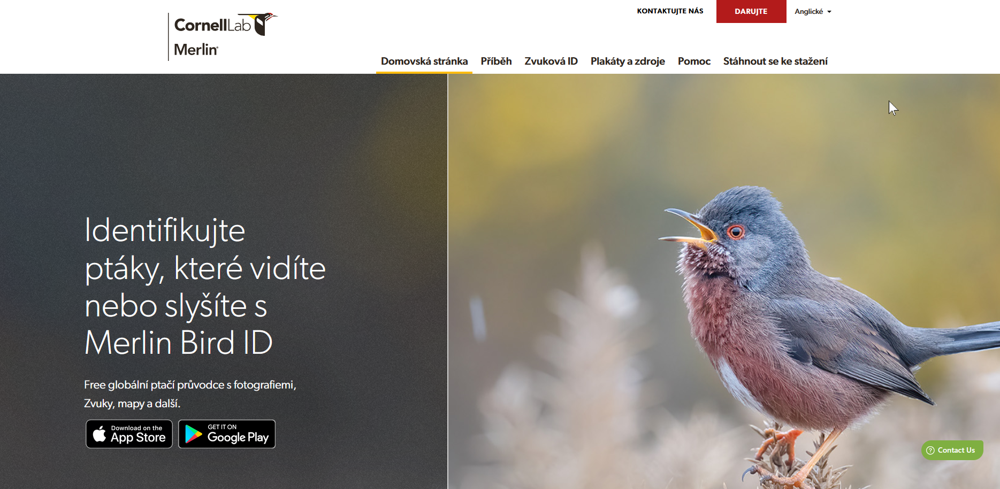 KONTAKTUJTE NÁS
DARUJTE
Anglické
CornellLab
Merlin®
Domovská stránka
Příběh
Zvuková ID
Plakáty a zdroje
Pomoc
Stáhnout se ke stažení
Identifikujte
ptáky, které vidíte
nebo slyšíte s
Merlin Bird ID
Free globální ptačí průvodce s fotografiemi,
Zvuky, mapy a další.
Download on the
App Store
GET IT ON
Google Play
Contact Us